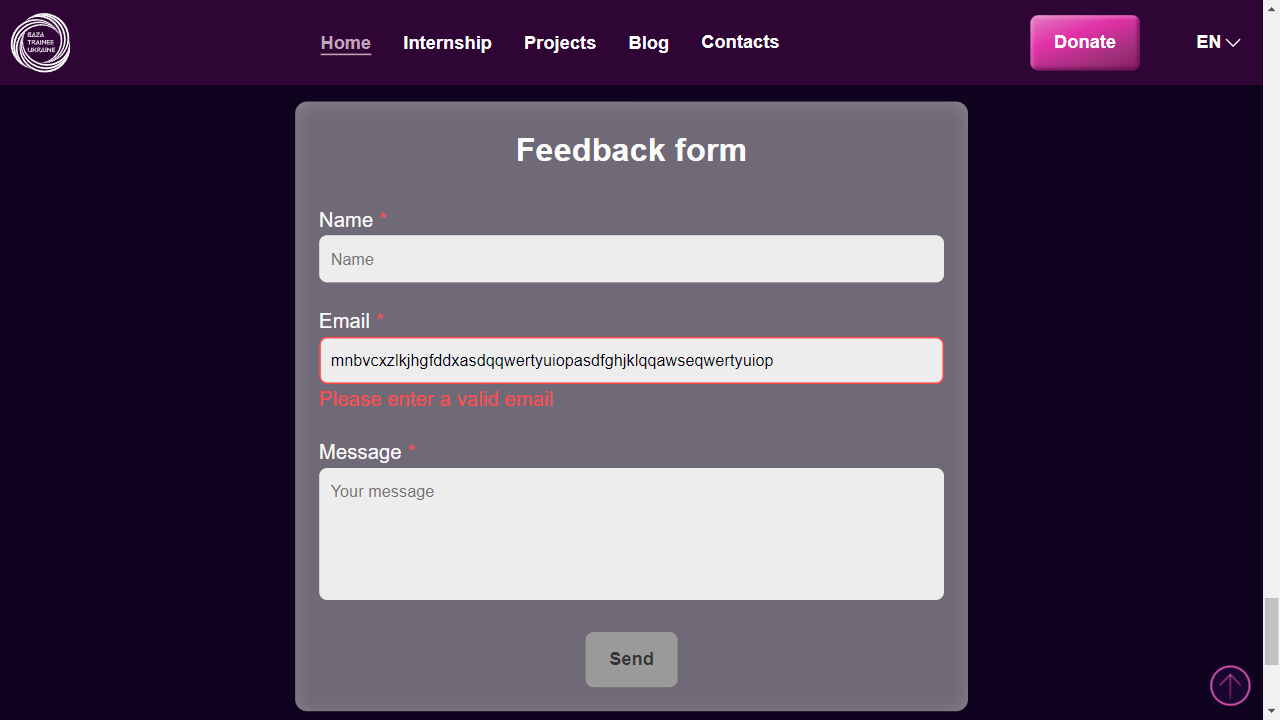 BAZA
TRAINEE
UKRAINE
Home Internship Projects Blog Contacts Donate EN
Feedback form
Name *
Name
Email *
mnbvcxzlkjhgfddxasdqqwertyuiopasdfghjklqqawseqwertyuiop
Please enter a valid email
Message *
Your message
Send